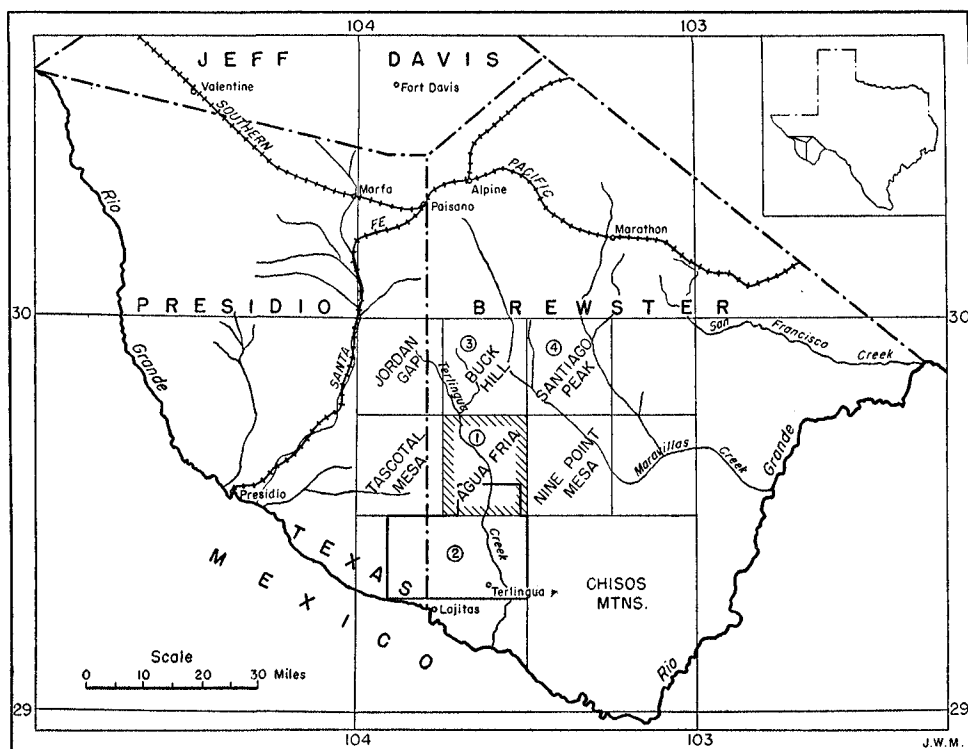 104
103
JEFF DAVIS
Valentine
Fort Davis
SOUTHERN
PACIFIC
Marfa
Alpine
Paisano
FE
Marathon
Rio
30
PRESIDIO
BREWSTER
30
San Francisco Creek
Grande
SANTA
JORDAN
GAP
Terlingua
③
BUCK
HILL
④
SANTIAGO
PEAK
TASCOTAL
MESA
①
AGUA FRIA
NINE POINT
MESA
Maravillas Creek
Grande
Presidio
TEXAS
MEXICO
②
Creek
Terlingua
Lajitas
CHISOS
MTNS.
Rio
Scale
0 10 20 30 Miles
29
29
104
103
J.W.M.